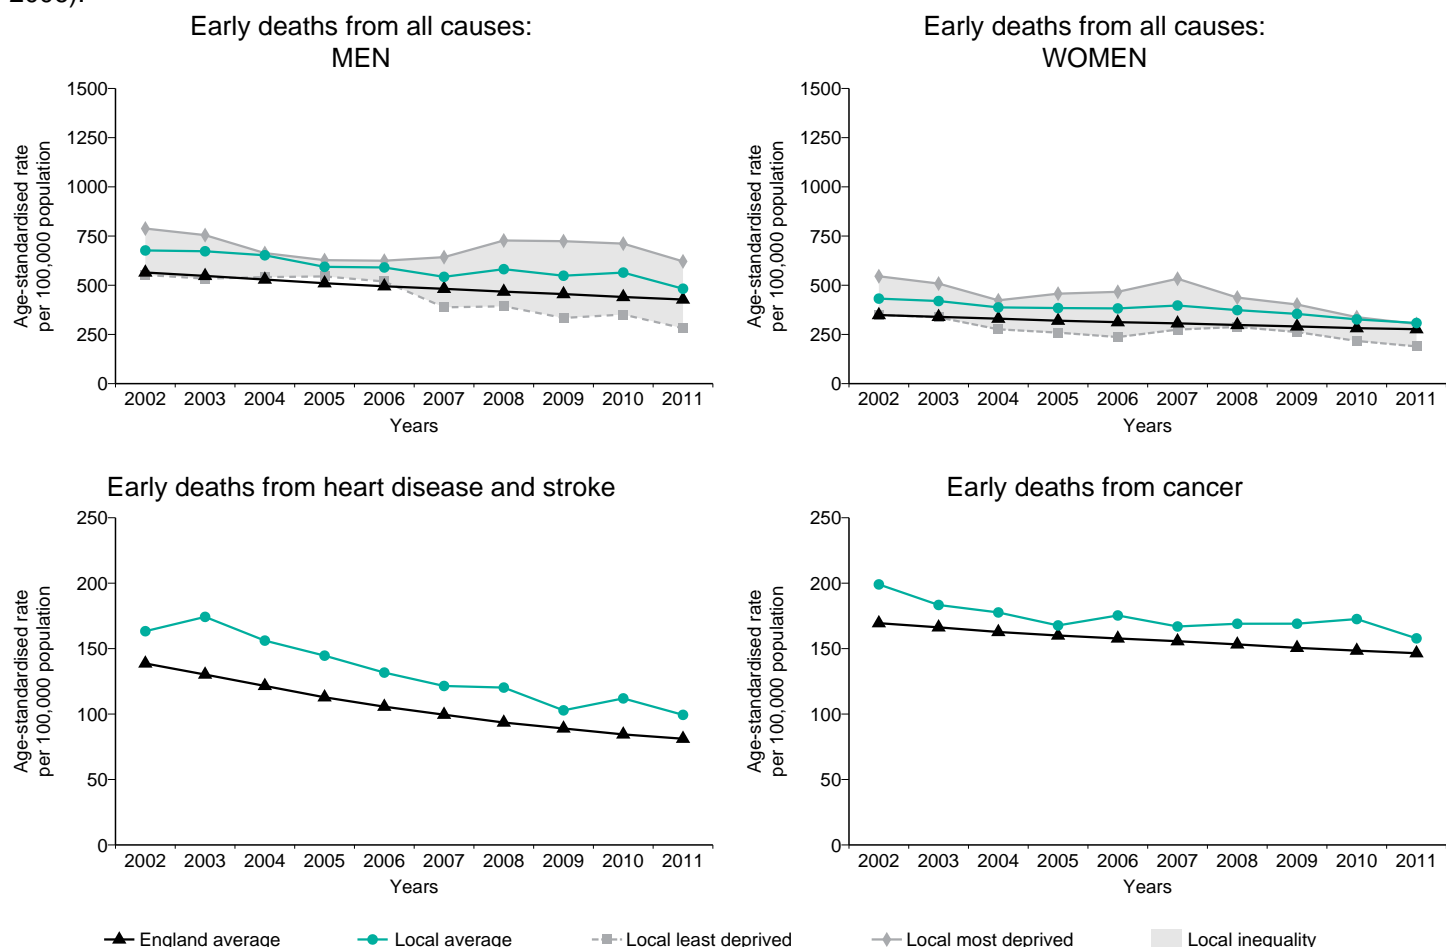 Early deaths from all causes:
MEN
1500
1250
1000
750
500
250
0
Age-standardised rate
per 100,000 population
2002 2003 2004 2005 2006 2007 2008 2009 2010 2011
Years
Early deaths from all causes:
WOMEN
1500
1250
1000
750
500
250
0
Age-standardised rate
per 100,000 population
2002 2003 2004 2005 2006 2007 2008 2009 2010 2011
Years
Early deaths from heart disease and stroke
250
200
150
100
50
0
Age-standardised rate
per 100,000 population
2002 2003 2004 2005 2006 2007 2008 2009 2010 2011
Years
Early deaths from cancer
250
200
150
100
50
0
Age-standardised rate
per 100,000 population
2002 2003 2004 2005 2006 2007 2008 2009 2010 2011
Years
England average Local average Local least deprived Local most deprived Local inequality